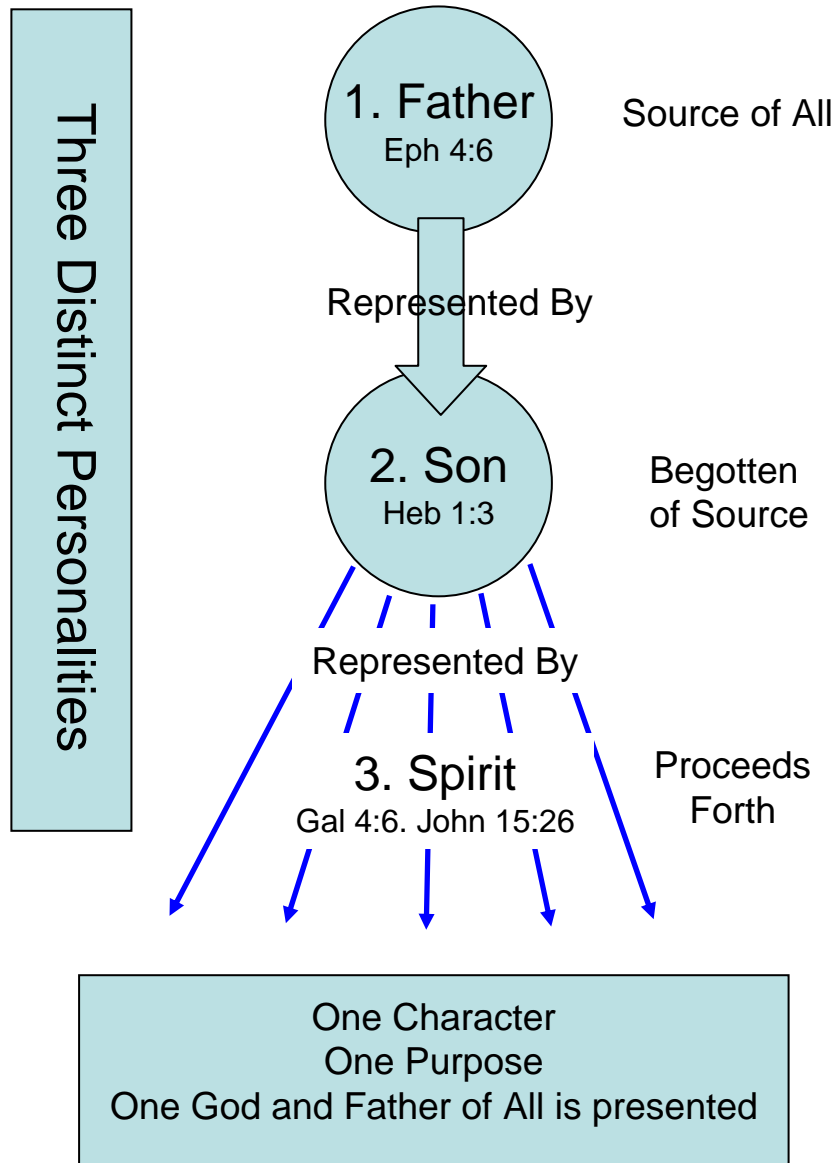 Three Distinct Personalities
1. Father
Eph 4:6
Source of All
Represented By
2. Son
Heb 1:3
Begotten
of Source
Represented By
3. Spirit
Gal 4:6. John 15:26
Proceeds
Forth
One Character
One Purpose
One God and Father of All is presented